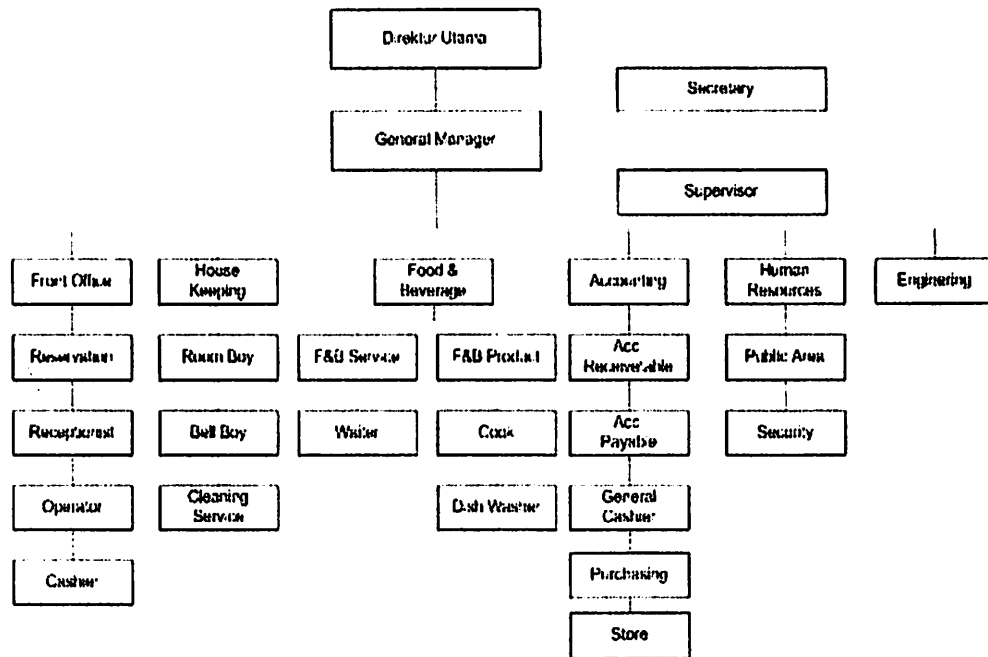 Direktur Utama
Secretary
General Manager
Supervisor
Front Office
House
Keeping
Food &
Beverage
Accounting
Human
Resources
Enginering
Reservation
Room Boy
F&B Service
F&B Product
Acc
Receivetable
Public Area
Receptionist
Bell Boy
Waiter
Cook
Acc
Payable
Security
Operator
Cleaning
Service
Dish Washer
General
Cashier
Cashier
Purchasing
Store